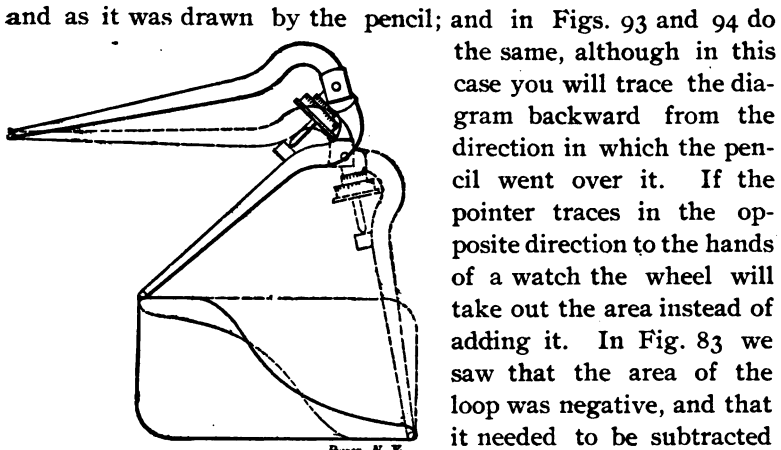 and as it was drawn by the pencil; and in Figs. 93 and 94 do
the same, although in this
case you will trace the dia-
gram backward from the
direction in which the pen-
cil went over it. If the
pointer traces in the op-
posite direction to the hands
of a watch the wheel will
take out the area instead of
adding it. In Fig. 83 we
saw that the area of the
loop was negative, and that
it needed to be subtracted